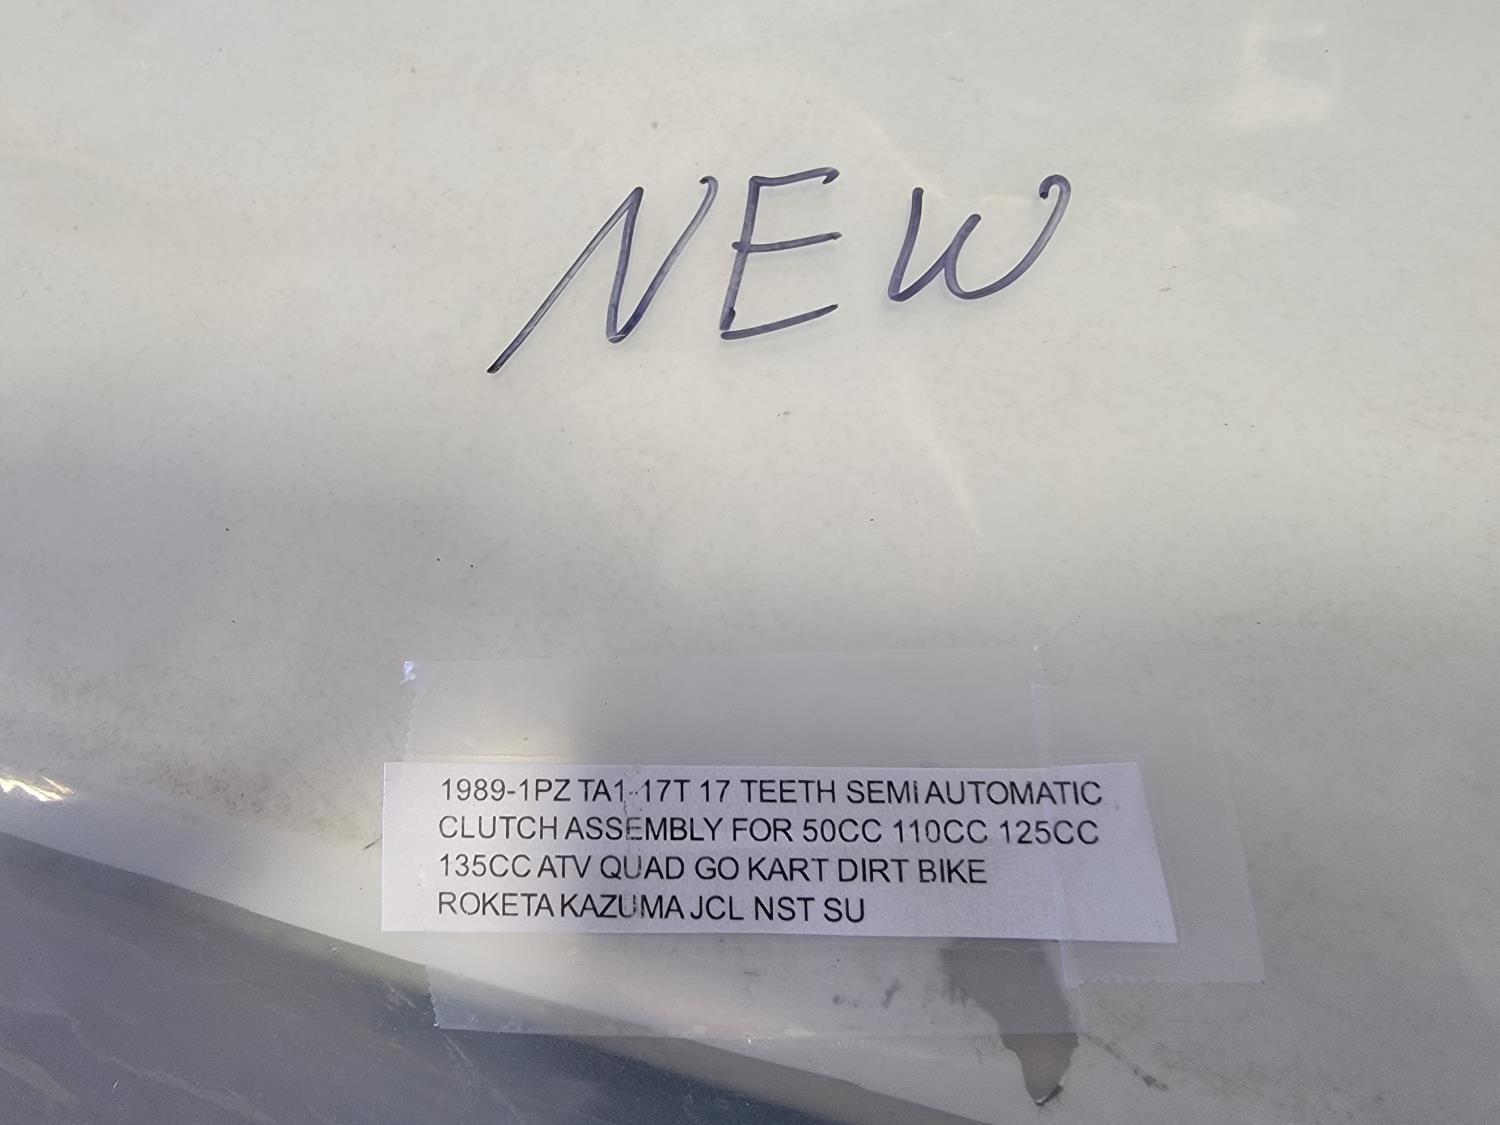 NEW
1989-1PZ TA1-17T 17 TEETH SEMI AUTOMATIC
CLUTCH ASSEMBLY FOR 50CC 110CC 125CC
135CC ATV QUAD GO KART DIRT BIKE
ROKETA KAZUMA JCL NST SU